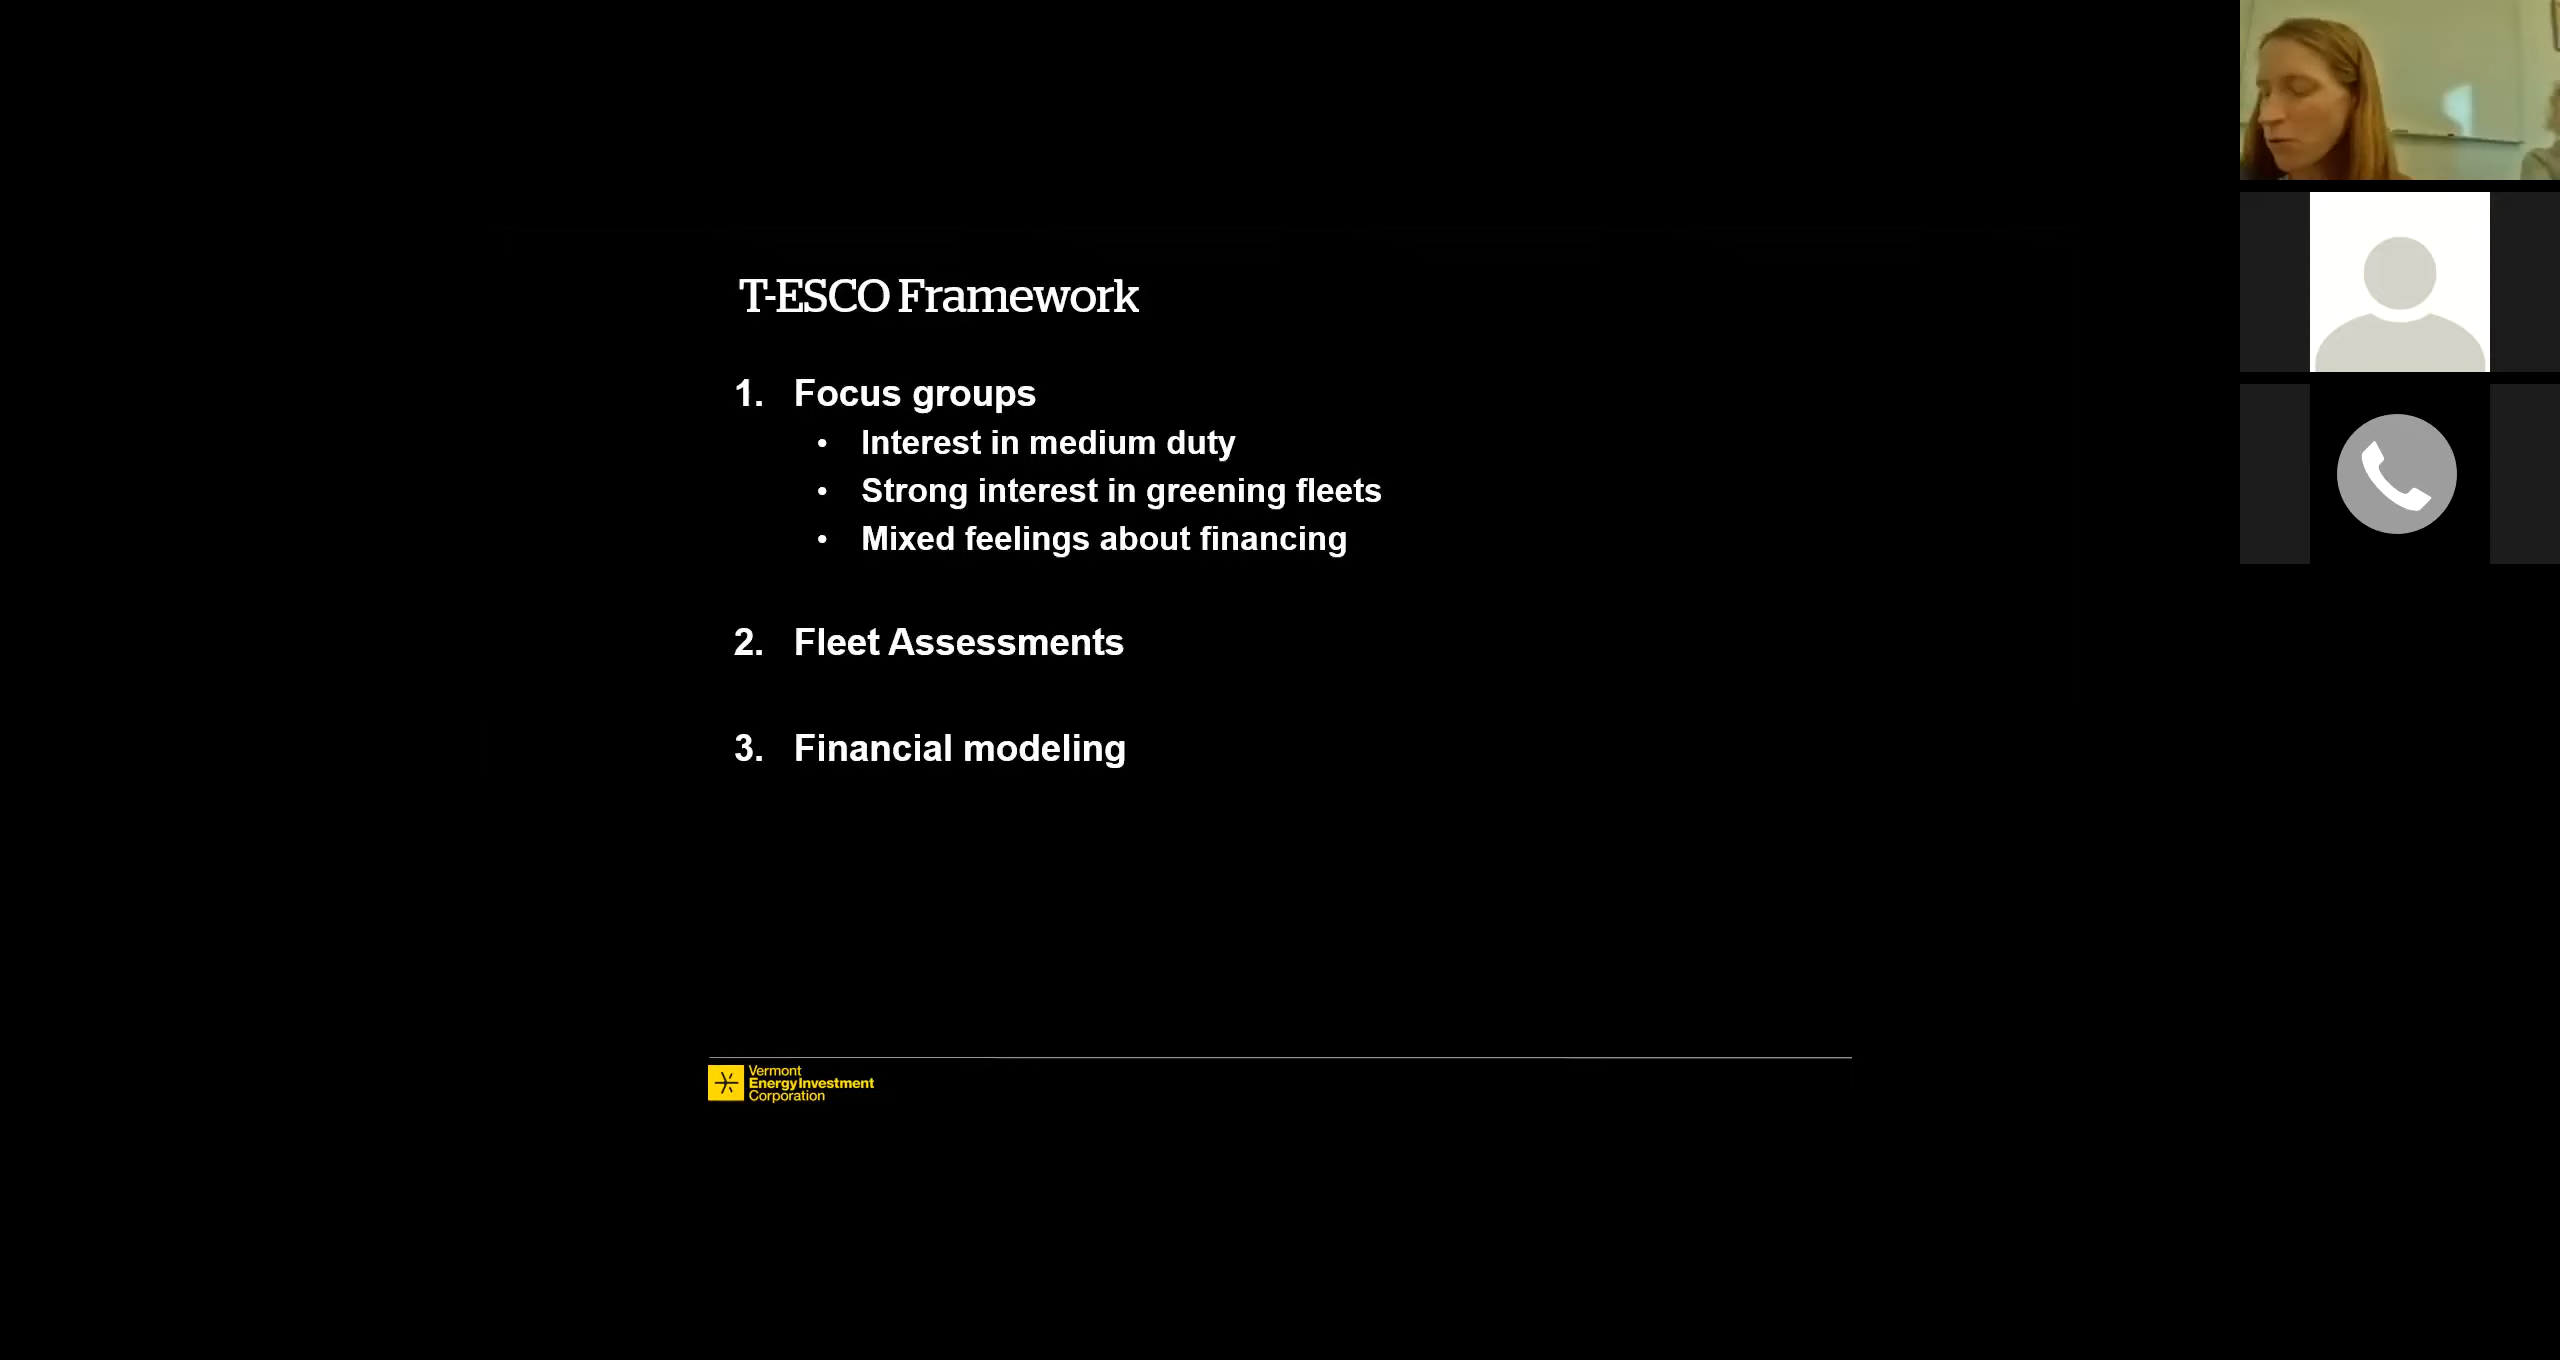 T-ESCO Framework
1. Focus groups
• Interest in medium duty
• Strong interest in greening fleets
• Mixed feelings about financing
2. Fleet Assessments
3. Financial modeling
Vermont
Energy Investment
Corporation